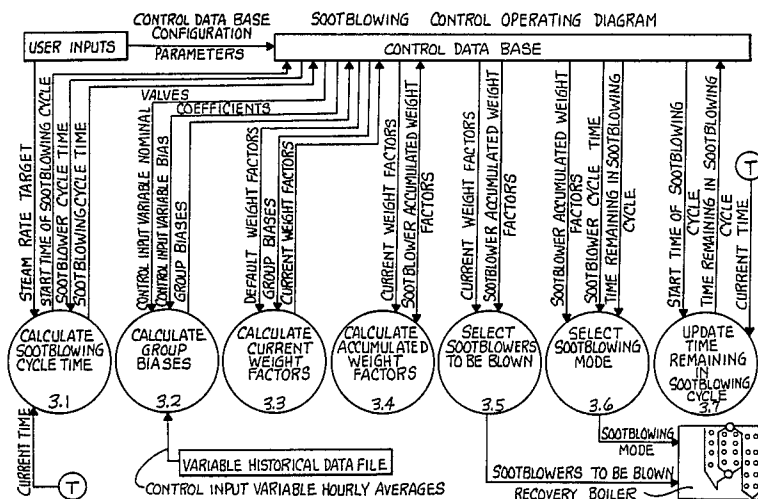 CONTROL DATA BASE
CONFIGURATION
PARAMETERS
SOOTBLOWING CONTROL OPERATING DIAGRAM
USER INPUTS
CONTROL DATA BASE
VALVES
COEFFICIENTS
STEAM RATE TARGET
START TIME OF SOOTBLOWING CYCLE
SOOTBLOWER CYCLE TIME
SOOTBLOWING CYCLE TIME
CONTROL INPUT VARIABLE NOMINAL
CONTROL INPUT VARIABLE BIAS
GROUP BIASES
DEFAULT WEIGHT FACTORS
GROUP BIASES
CURRENT WEIGHT FACTORS
CURRENT WEIGHT FACTORS
SOOTBLOWER ACCUMULATED WEIGHT
FACTORS
CURRENT WEIGHT FACTORS
SOOTBLOWER ACCUMULATED WEIGHT
FACTORS
SOOTBLOWER ACCUMULATED WEIGHT
FACTORS
SOOTBLOWER CYCLE TIME
TIME REMAINING IN SOOTBLOWING
CYCLE
START TIME OF SOOTBLOWING
CYCLE
TIME REMAINING IN SOOTBLOWING
CYCLE
CURRENT TIME
T
CALCULATE
SOOTBLOWING
CYCLE TIME
3.1
CALCULATE
GROUP
BIASES
3.2
CALCULATE
CURRENT
WEIGHT
FACTORS
3.3
CALCULATE
ACCUMULATED
WEIGHT
FACTORS
3.4
SELECT
SOOTBLOWERS
TO BE BLOWN
3.5
SELECT
SOOTBLOWING
MODE
3.6
UPDATE
TIME
REMAINING
IN
SOOTBLOWING
CYCLE
3.7
CURRENT TIME
T
VARIABLE HISTORICAL DATA FILE
CONTROL INPUT VARIABLE HOURLY AVERAGES
SOOTBLOWING
MODE
SOOTBLOWERS TO BE BLOWN
RECOVERY BOILER